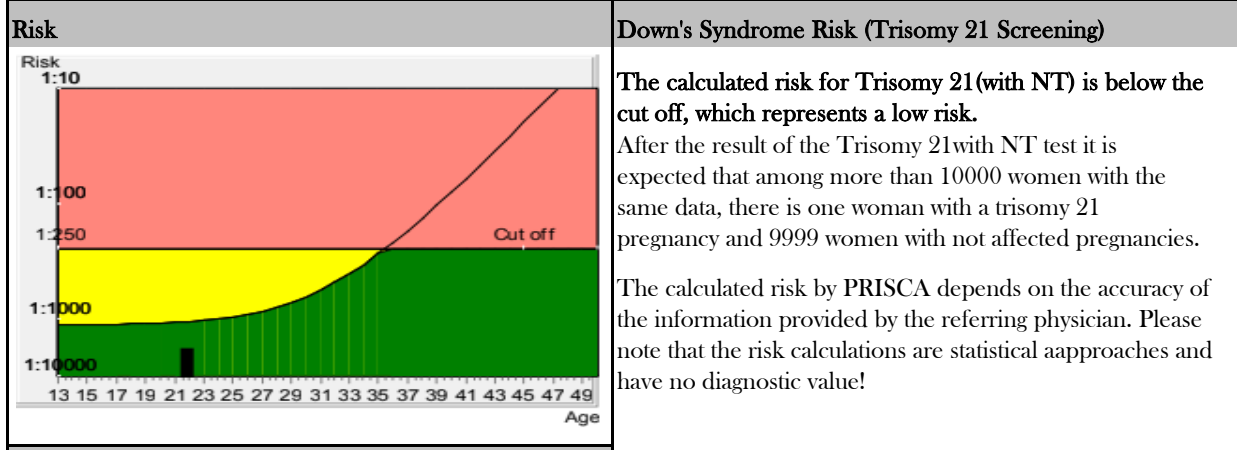 Risk
Down's Syndrome Risk (Trisomy 21 Screening)
Risk
1:10
1:100
1:250
Cut off
1:1000
1:10000
13 15 17 19 21 23 25 27 29 31 33 35 37 39 41 43 45 47 49
Age
The calculated risk for Trisomy 21(with NT) is below the
cut off, which represents a low risk.
After the result of the Trisomy 21with NT test it is
expected that among more than 10000 women with the
same data, there is one woman with a trisomy 21
pregnancy and 9999 women with not affected pregnancies.
The calculated risk by PRISCA depends on the accuracy of
the information provided by the referring physician. Please
note that the risk calculations are statistical aapproaches and
have no diagnostic value!